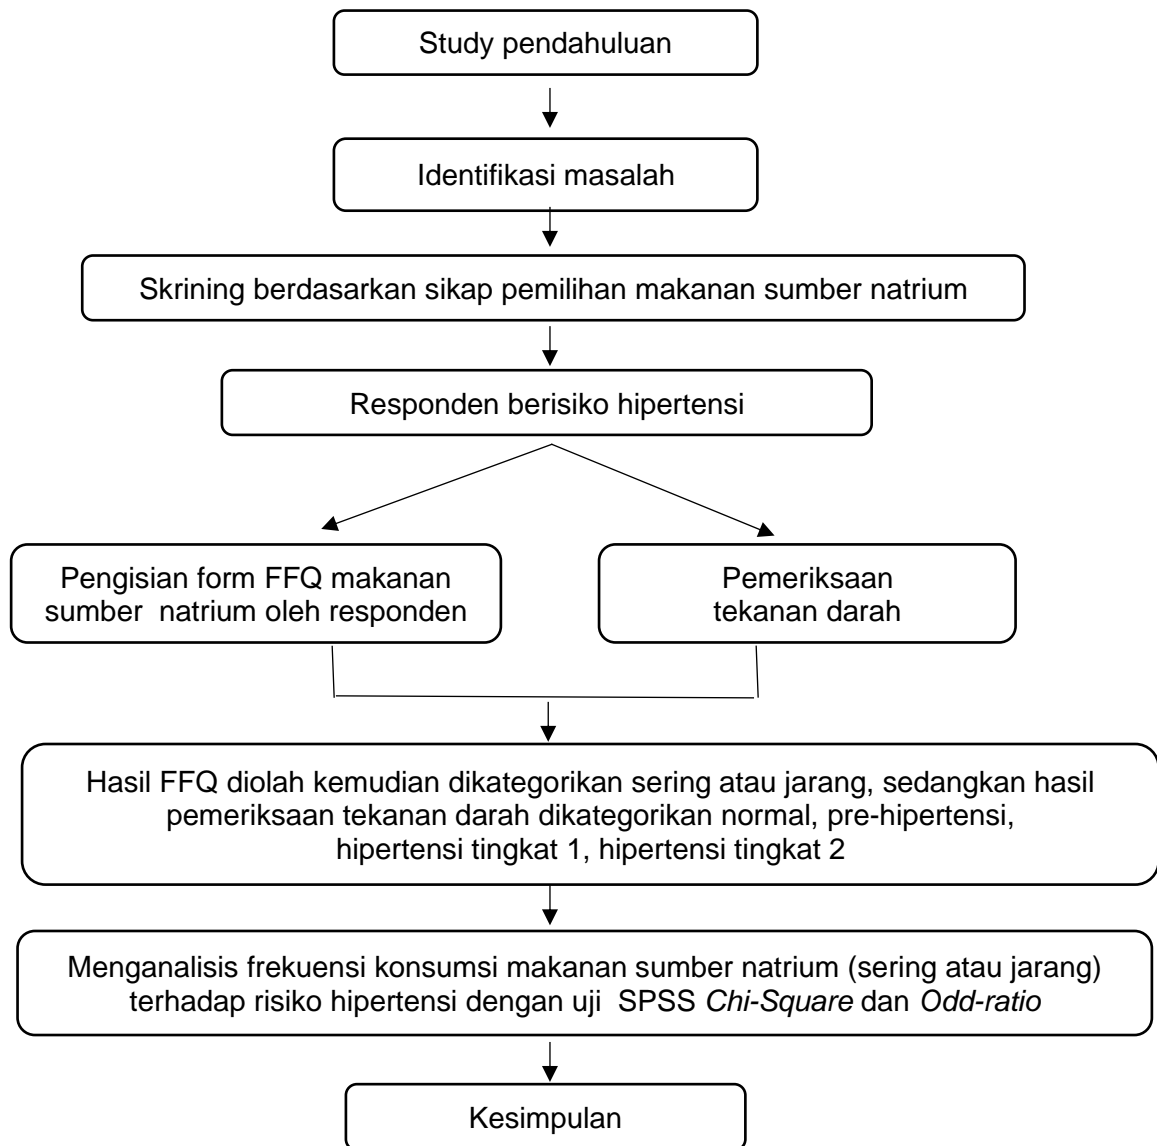 Study pendahuluan
Identifikasi masalah
Skrining berdasarkan sikap pemilihan makanan sumber natrium
Responden berisiko hipertensi
Pengisian form FFQ makanan
sumber natrium oleh responden
Pemeriksaan
tekanan darah
Hasil FFQ diolah kemudian dikategorikan sering atau jarang, sedangkan hasil
pemeriksaan tekanan darah dikategorikan normal, pre-hipertensi,
hipertensi tingkat 1, hipertensi tingkat 2
Menganalisis frekuensi konsumsi makanan sumber natrium (sering atau jarang)
terhadap risiko hipertensi dengan uji SPSS Chi-Square dan Odd-ratio
Kesimpulan